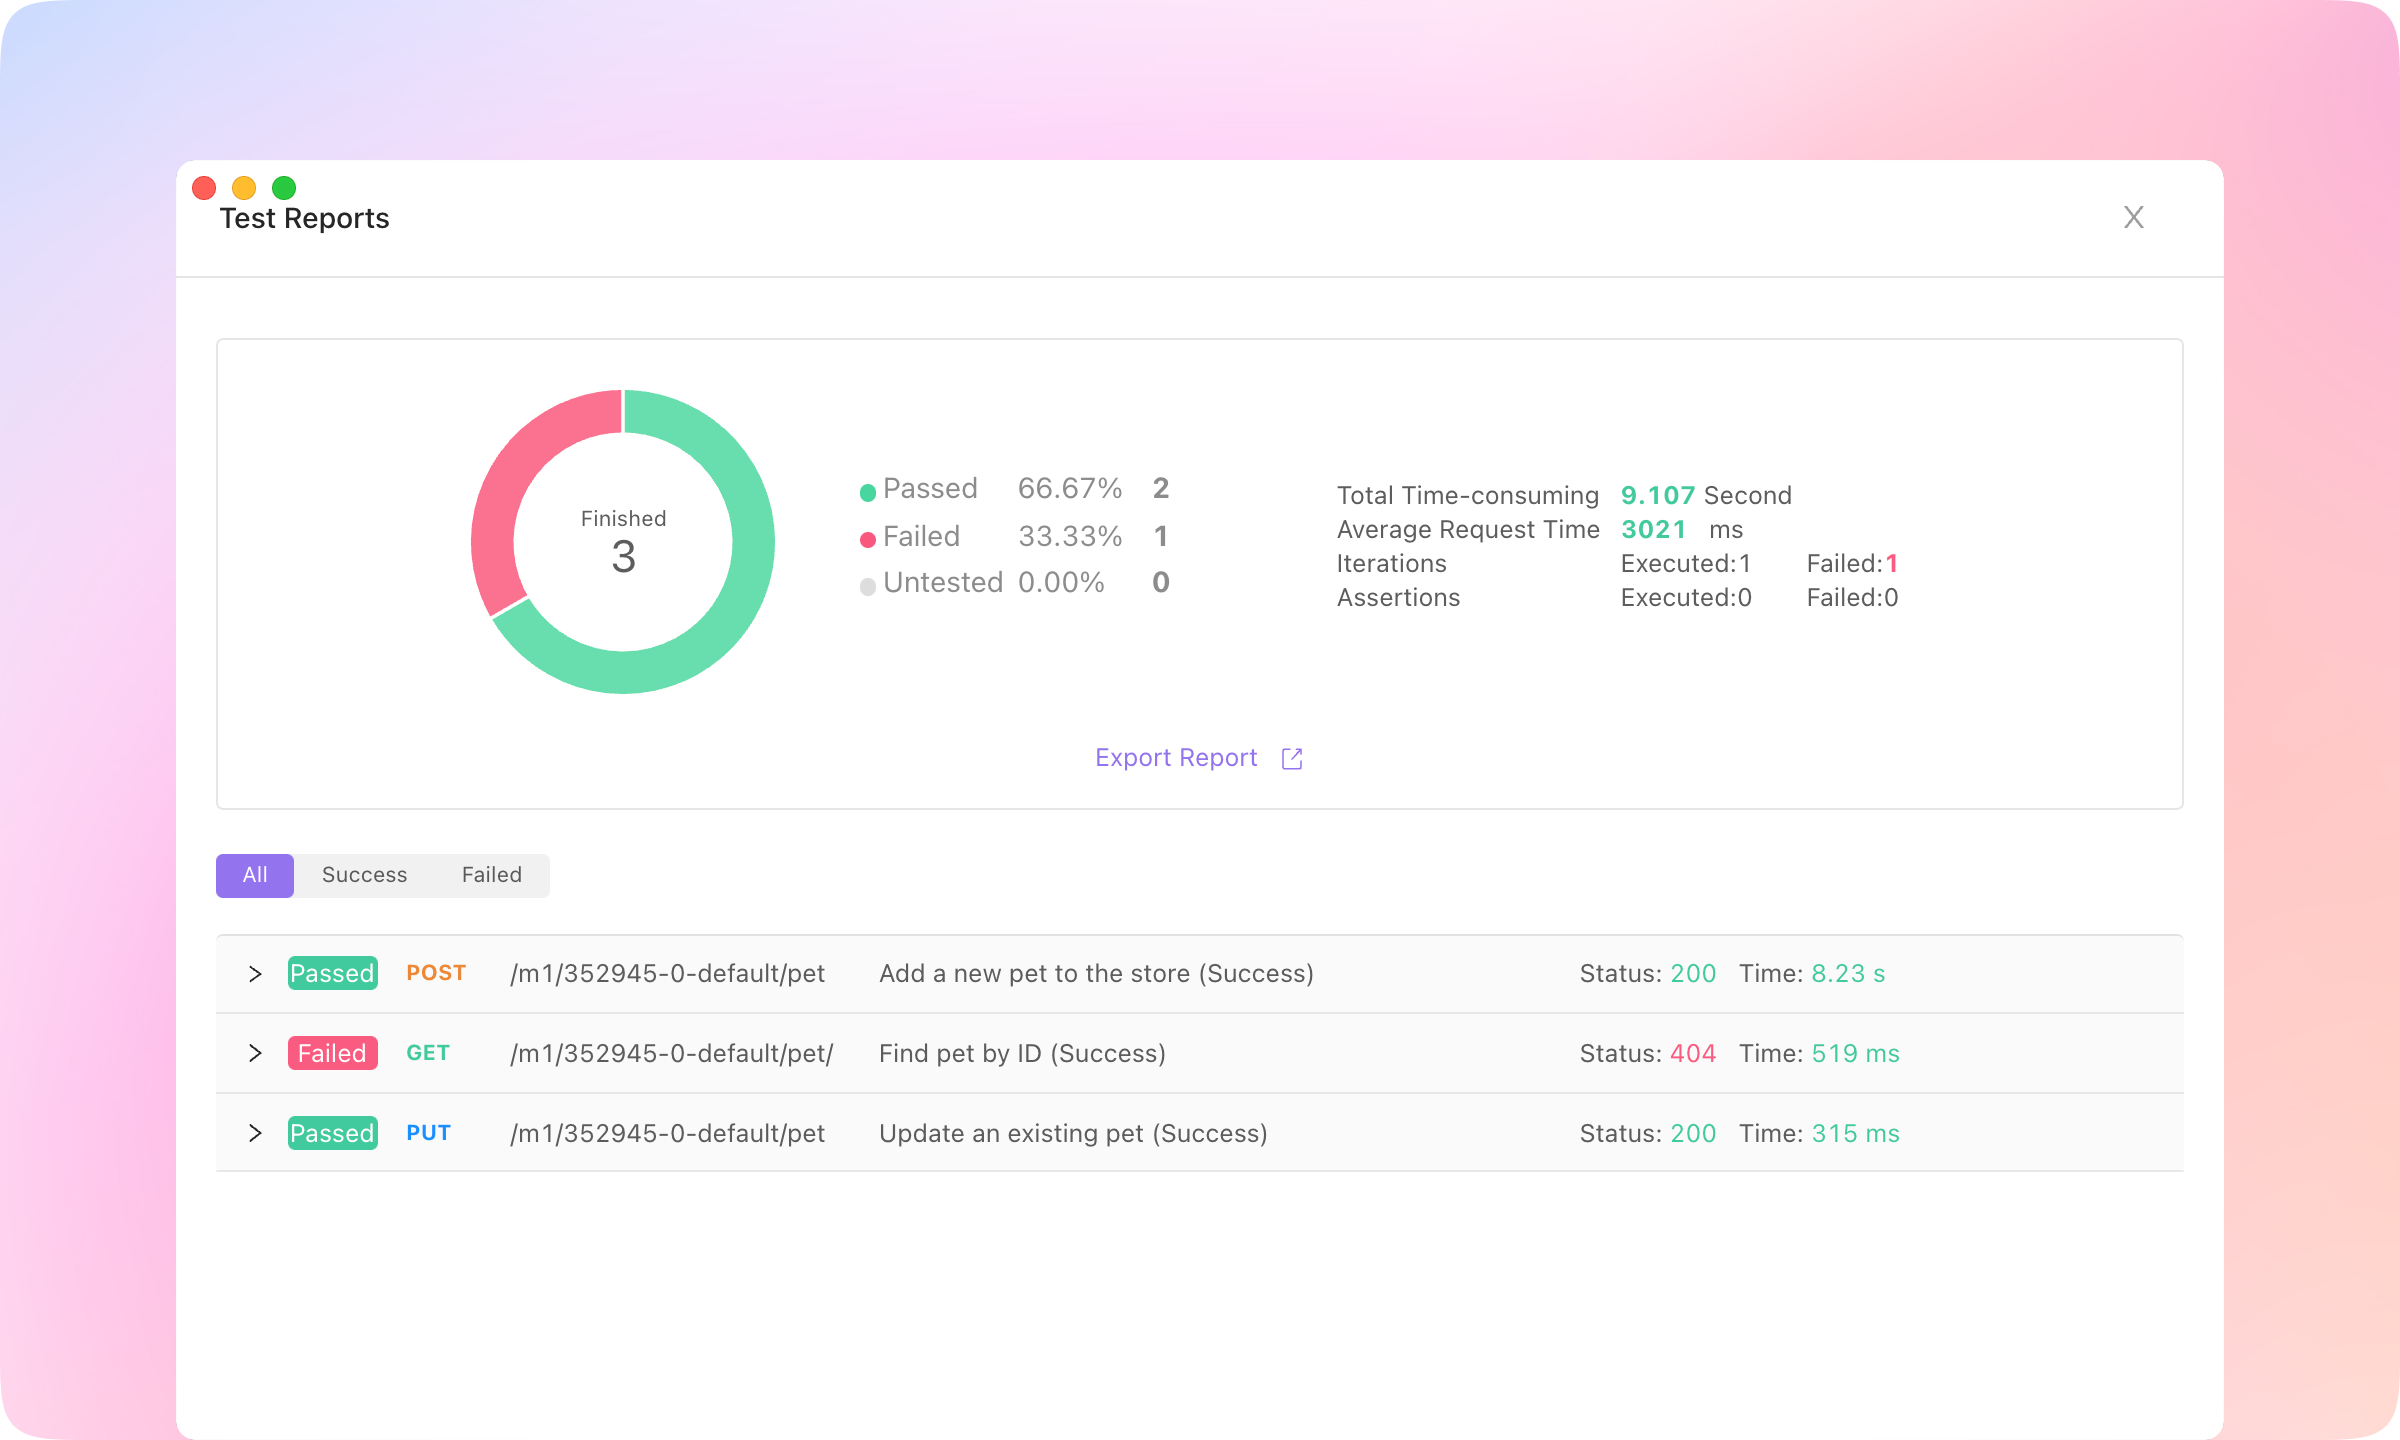 Test Reports
X
Finished
3
Passed 66.67% 2
Failed 33.33% 1
Untested 0.00% 0
Total Time-consuming 9.107 Second
Average Request Time 3021 ms
Iterations Executed:1 Failed:1
Assertions Executed:0 Failed:0
Export Report
All Success Failed
Passed POST /m1/352945-0-default/pet Add a new pet to the store (Success) Status: 200 Time: 8.23 s
Failed GET /m1/352945-0-default/pet/ Find pet by ID (Success) Status: 404 Time: 519 ms
Passed PUT /m1/352945-0-default/pet Update an existing pet (Success) Status: 200 Time: 315 ms